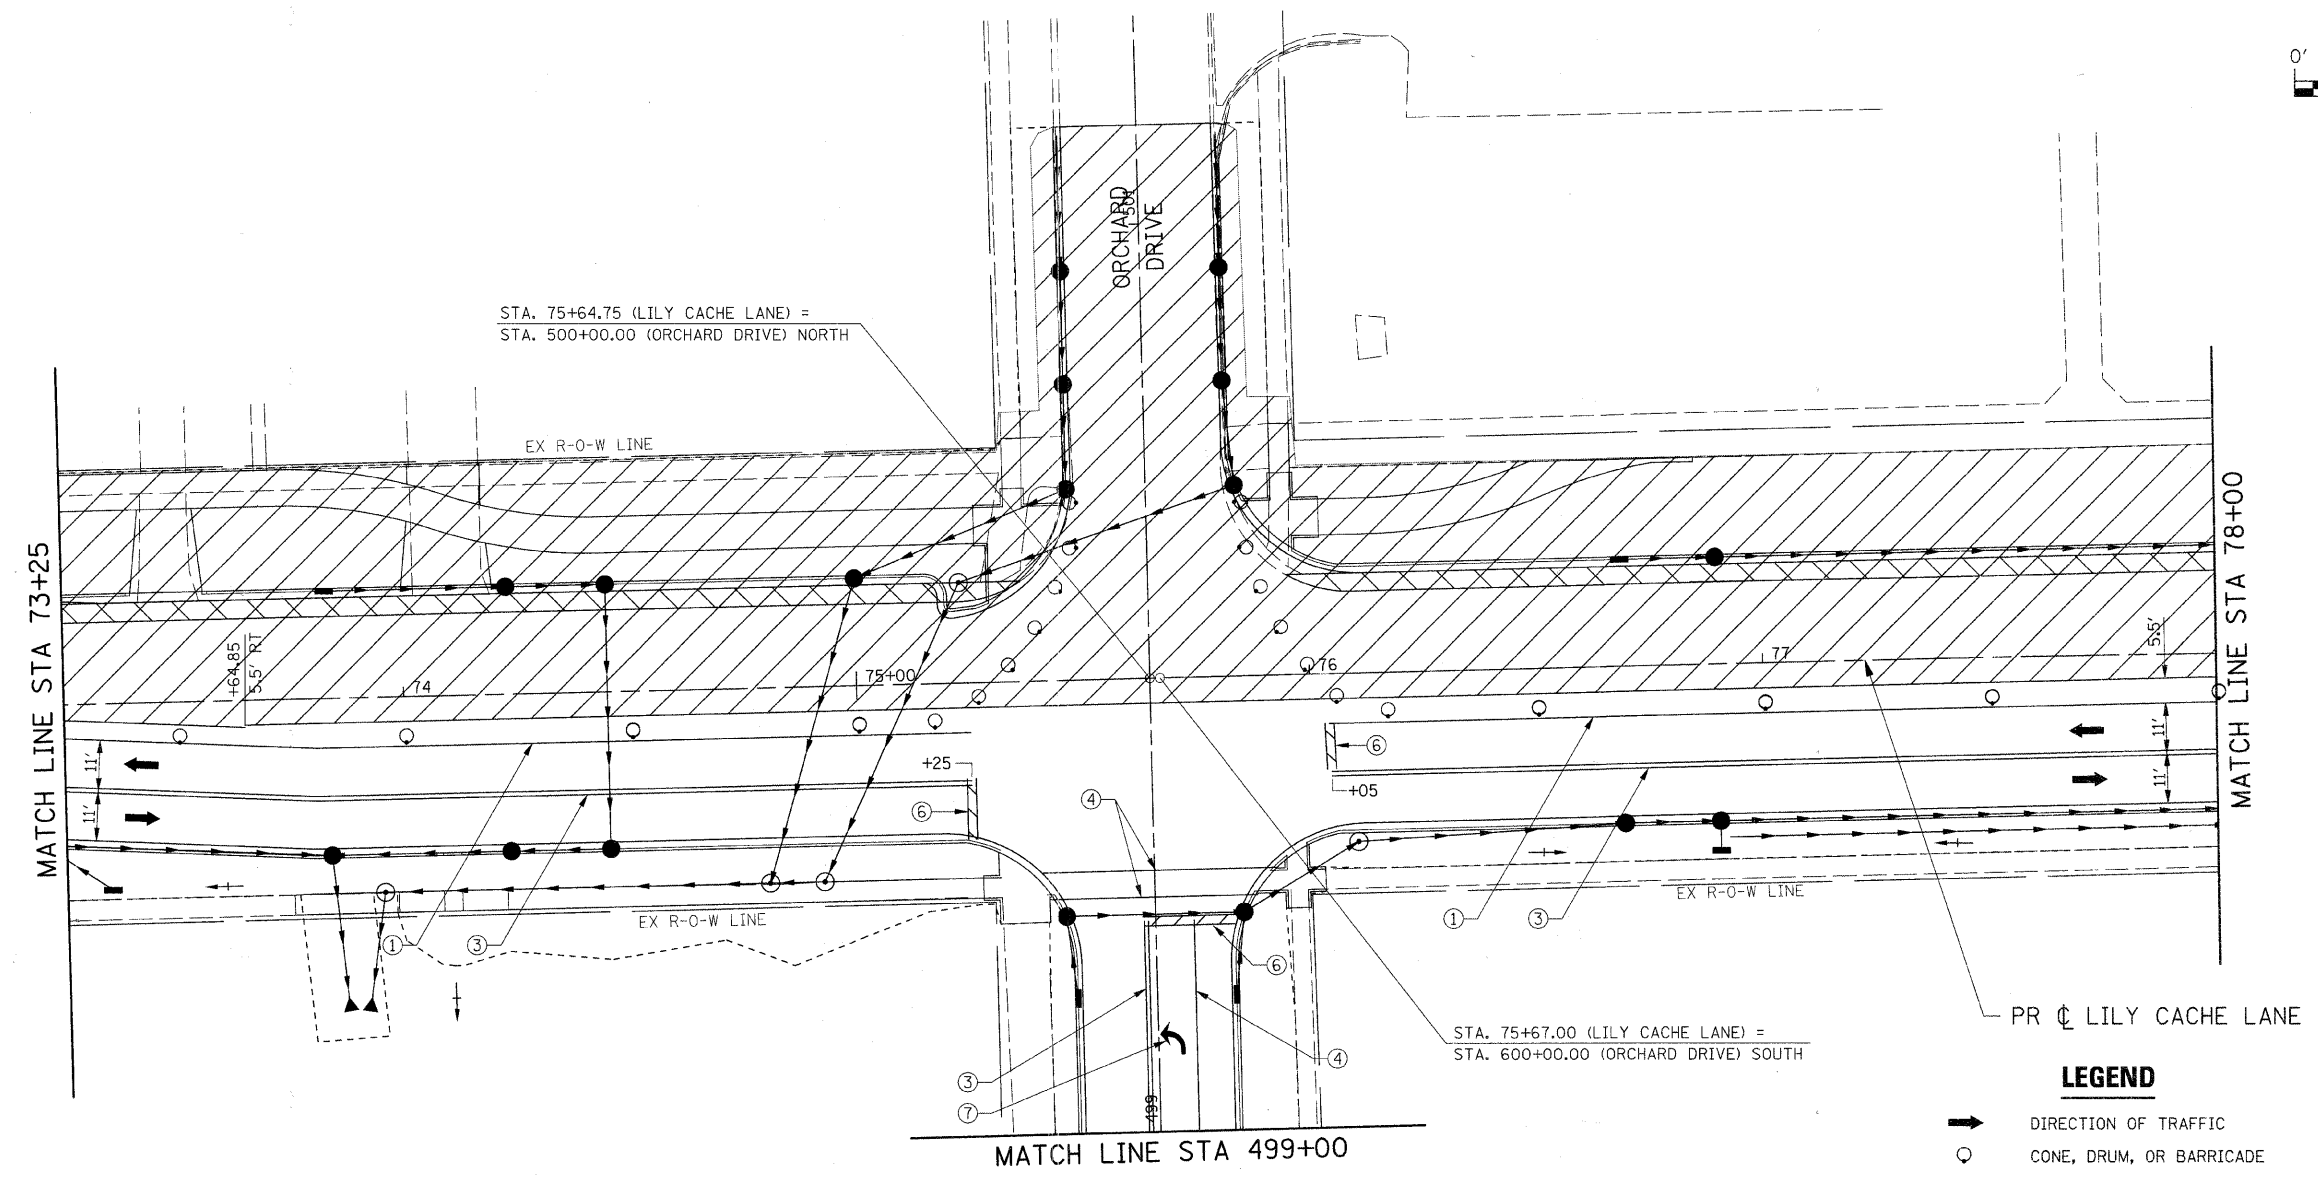 0'
ORCHARD
DRIVE
501
STA. 75+64.75 (LILY CACHE LANE) =
STA. 500+00.00 (ORCHARD DRIVE) NORTH
EX R-O-W LINE
MATCH LINE STA 73+25
MATCH LINE STA 78+00
+64.85
5.5' RT
74
75+00
76
77
5.5'
11'
11'
11'
11'
+25
6
6
+05
4
1
3
EX R-O-W LINE
1
3
EX R-O-W LINE
6
3
7
4
499
STA. 75+67.00 (LILY CACHE LANE) =
STA. 600+00.00 (ORCHARD DRIVE) SOUTH
PR ℄ LILY CACHE LANE
MATCH LINE STA 499+00
LEGEND
DIRECTION OF TRAFFIC
CONE, DRUM, OR BARRICADE